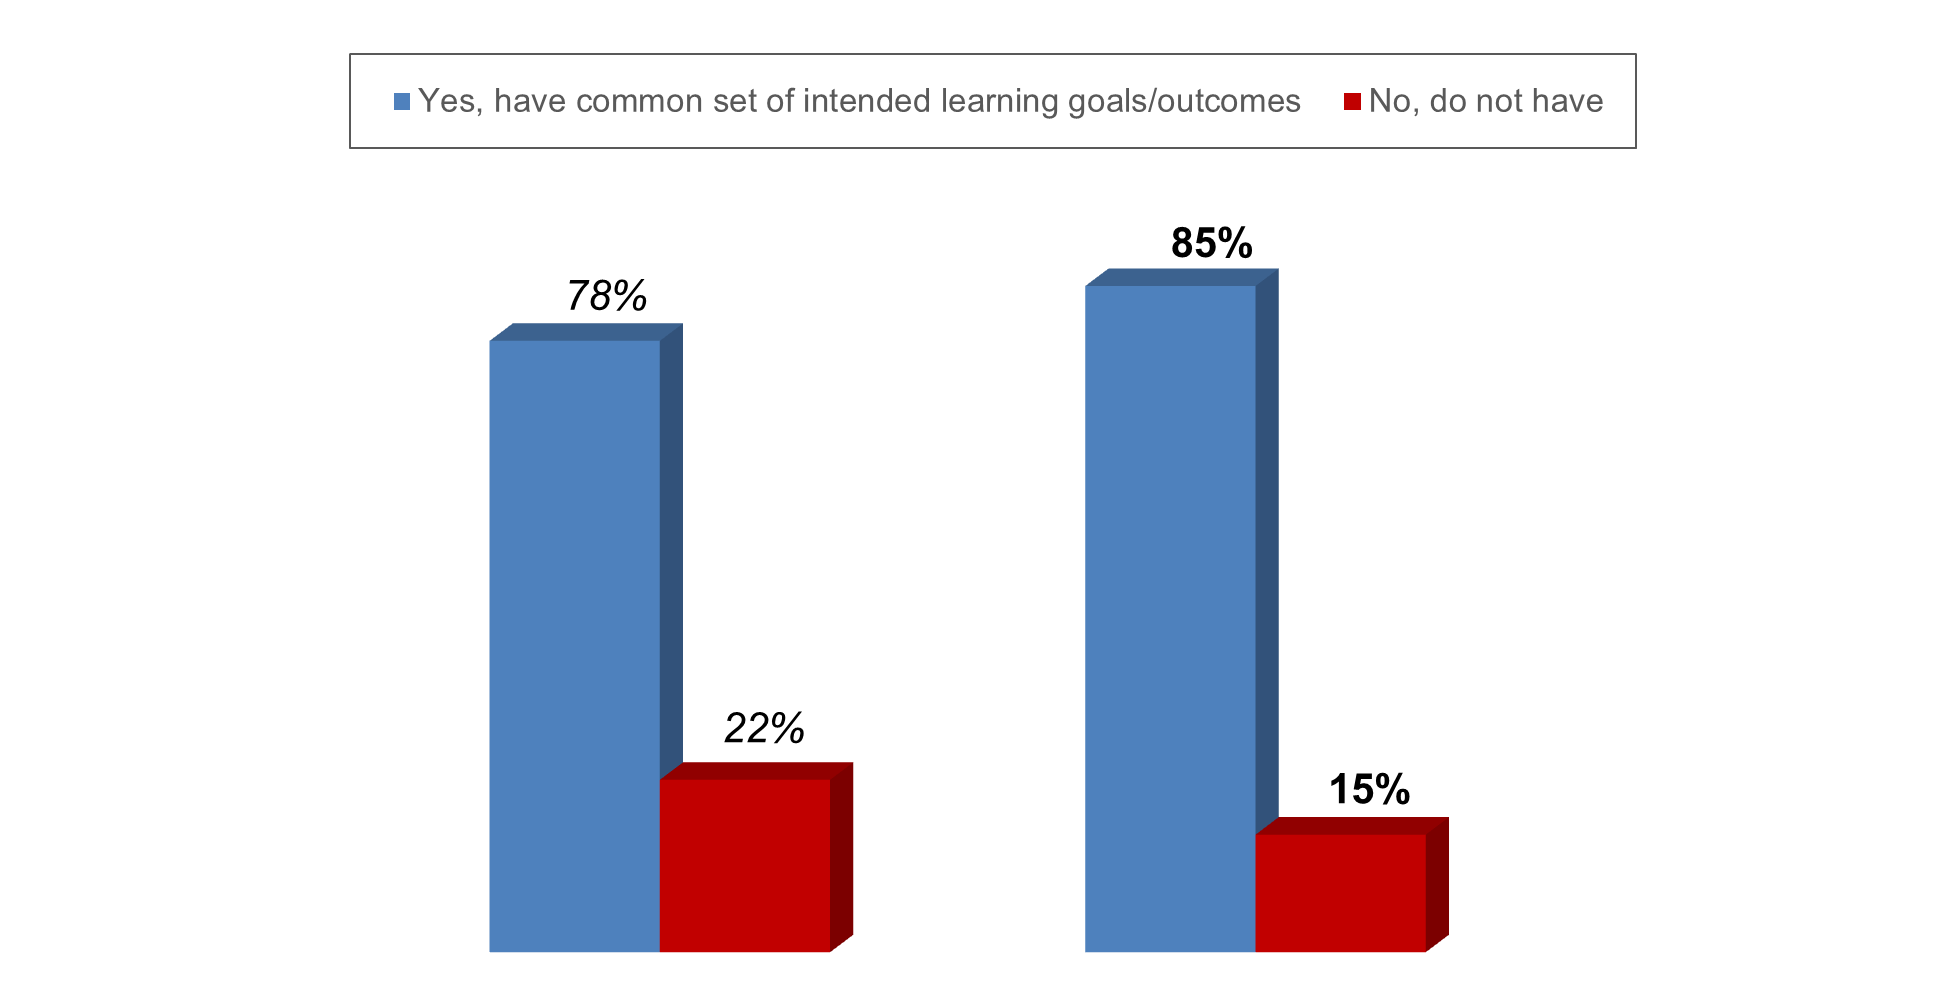 Yes, have common set of intended learning goals/outcomes No, do not have
85%
78%
22%
15%